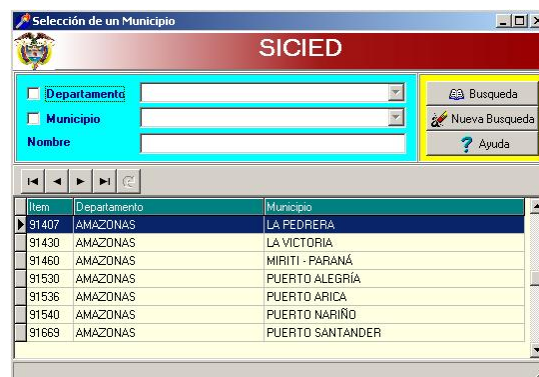 Selección de un Municipio
SICIED
Departamento
Municipio
Nombre
Busqueda
Nueva Busqueda
Ayuda
Item Departamento Municipio
91407 AMAZONAS LA PEDRERA
91430 AMAZONAS LA VICTORIA
91460 AMAZONAS MIRITI - PARANÁ
91530 AMAZONAS PUERTO ALEGRÍA
91536 AMAZONAS PUERTO ARICA
91540 AMAZONAS PUERTO NARIÑO
91669 AMAZONAS PUERTO SANTANDER